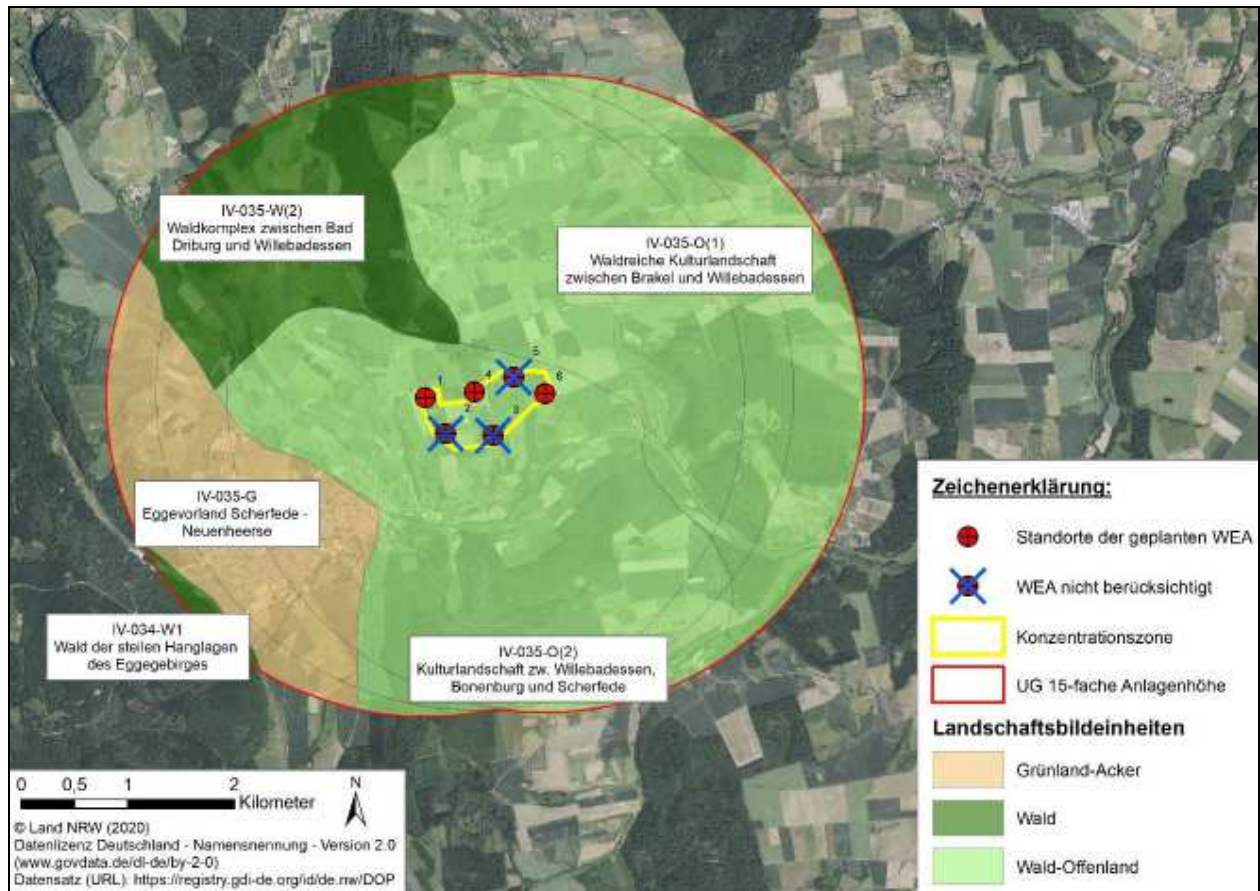 IV-035-W(2)
Waldkomplex zwischen Bad
Driburg und Willebadessen
IV-035-O(1)
Waldreiche Kulturlandschaft
zwischen Brakel und Willebadessen
1
4
5
6
2
3
IV-035-G
Eggevorland Scherfede -
Neuenheerse
IV-034-W1
Wald der steilen Hanglagen
des Eggegebirges
IV-035-O(2)
Kulturlandschaft zw. Willebadessen,
Bonenburg und Scherfede
Zeichenerklärung:
Standorte der geplanten WEA
WEA nicht berücksichtigt
Konzentrationszone
UG 15-fache Anlagenhöhe
Landschaftsbildeinheiten
Grünland-Acker
Wald
Wald-Offenland
0 0,5 1 2
Kilometer
N
© Land NRW (2020)
Datenlizenz Deutschland - Namensnennung - Version 2.0
(www.govdata.de/dl-de/by-2-0)
Datensatz (URL): https://registry.gdi-de.org/id/de.nw/DOP